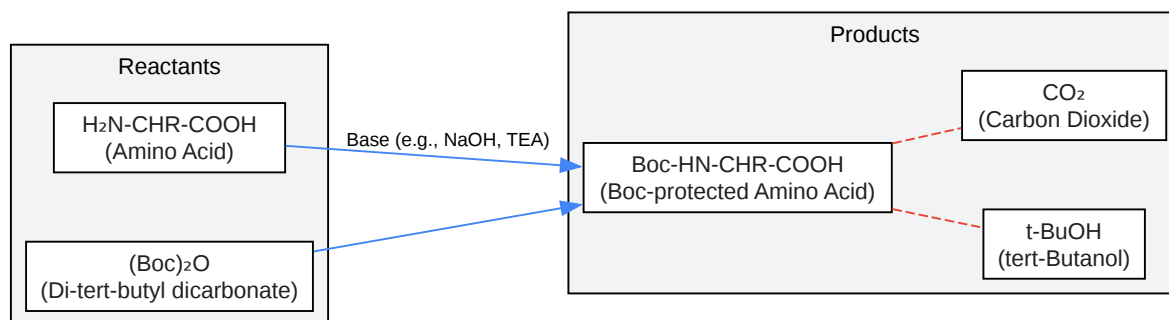 Reactants
H₂N-CHR-COOH
(Amino Acid)
(Boc)₂O
(Di-tert-butyl dicarbonate)
Base (e.g., NaOH, TEA)
Products
Boc-HN-CHR-COOH
(Boc-protected Amino Acid)
CO₂
(Carbon Dioxide)
t-BuOH
(tert-Butanol)